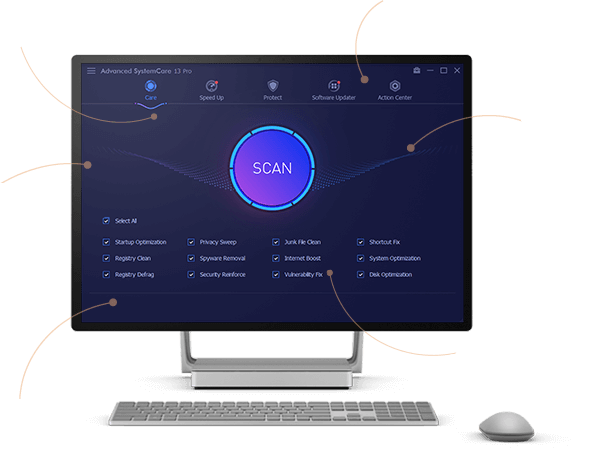 Advanced SystemCare 13 Pro
Care Speed Up Protect Software Updater Action Center
SCAN
Select All
Startup Optimization Privacy Sweep Junk File Clean Shortcut Fix
Registry Clean Spyware Removal Internet Boost System Optimization
Registry Defrag Security Reinforce Vulnerability Fix Disk Optimization